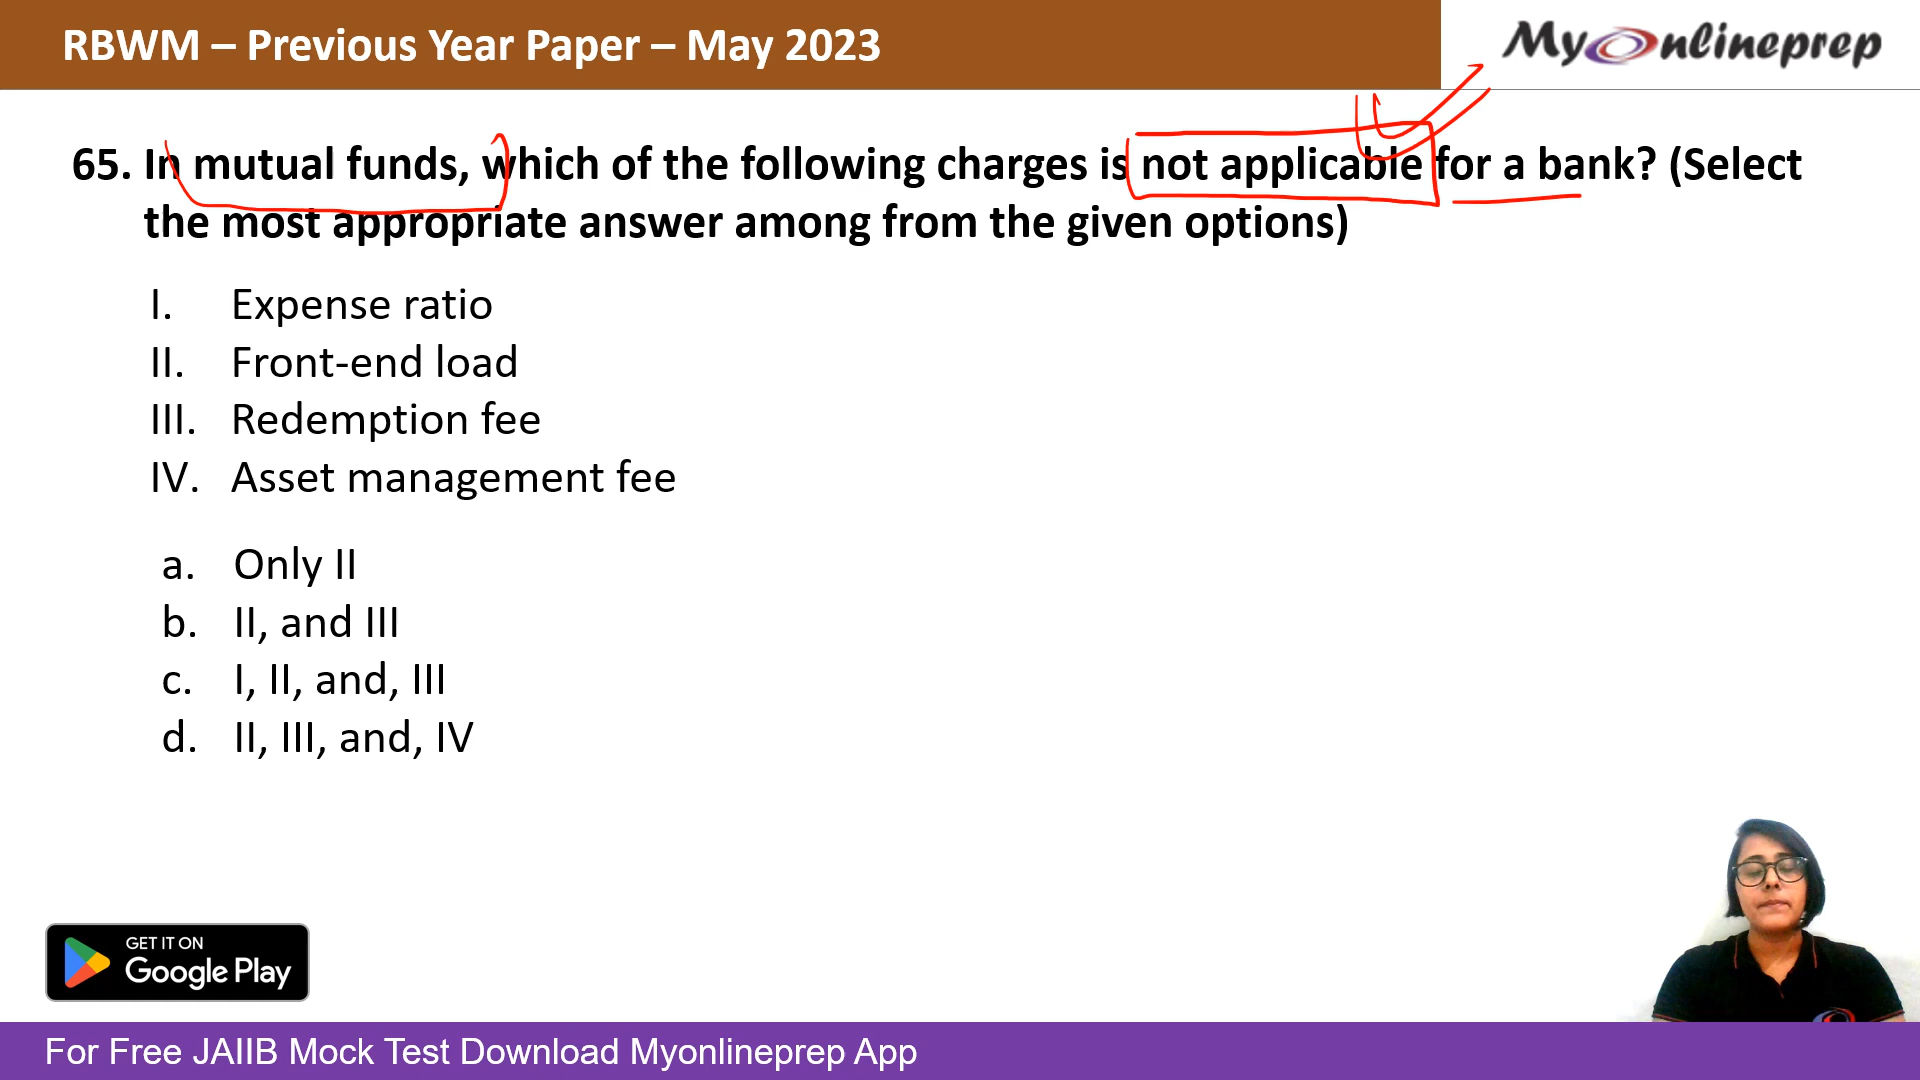 RBWM – Previous Year Paper – May 2023
Myonlineprep
65. In mutual funds, which of the following charges is not applicable for a bank? (Select
the most appropriate answer among from the given options)
I. Expense ratio
II. Front-end load
III. Redemption fee
IV. Asset management fee
a. Only II
b. II, and III
c. I, II, and, III
d. II, III, and, IV
GET IT ON
Google Play
For Free JAIIB Mock Test Download Myonlineprep App